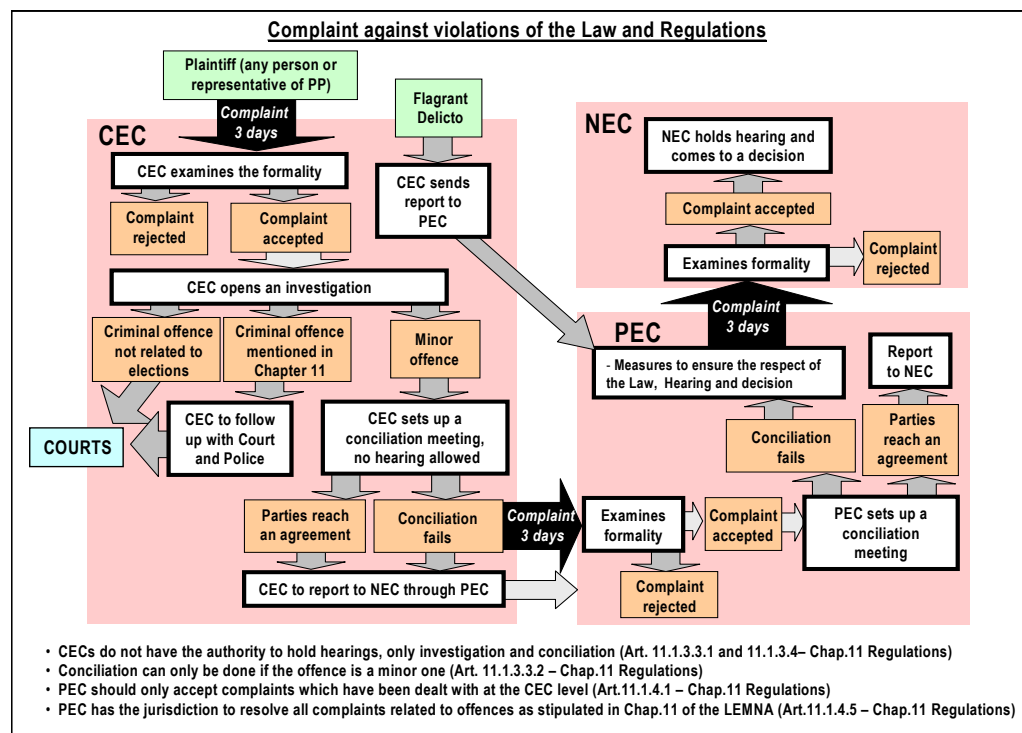 Complaint against violations of the Law and Regulations
Plaintiff (any person or
representative of PP)
Complaint
3 days
Flagrant
Delicto
CEC
CEC examines the formality
Complaint
rejected
Complaint
accepted
CEC sends
report to
PEC
CEC opens an investigation
Criminal offence
not related to
elections
Criminal offence
mentioned in
Chapter 11
Minor
offence
COURTS
CEC to follow
up with Court
and Police
CEC sets up a
conciliation meeting,
no hearing allowed
Parties reach
an agreement
Conciliation
fails
Complaint
3 days
CEC to report to NEC through PEC
NEC
NEC holds hearing and
comes to a decision
Complaint accepted
Examines formality
Complaint
rejected
Complaint
3 days
PEC
- Measures to ensure the respect of
the Law, Hearing and decision
Report
to NEC
Conciliation
fails
Parties
reach an
agreement
Examines
formality
Complaint
accepted
PEC sets up a
conciliation
meeting
Complaint
rejected
• CECs do not have the authority to hold hearings, only investigation and conciliation (Art. 11.1.3.3.1 and 11.1.3.4– Chap.11 Regulations)
• Conciliation can only be done if the offence is a minor one (Art. 11.1.3.3.2 – Chap.11 Regulations)
• PEC should only accept complaints which have been dealt with at the CEC level (Art.11.1.4.1 – Chap.11 Regulations)
• PEC has the jurisdiction to resolve all complaints related to offences as stipulated in Chap.11 of the LEMNA (Art.11.1.4.5 – Chap.11 Regulations)